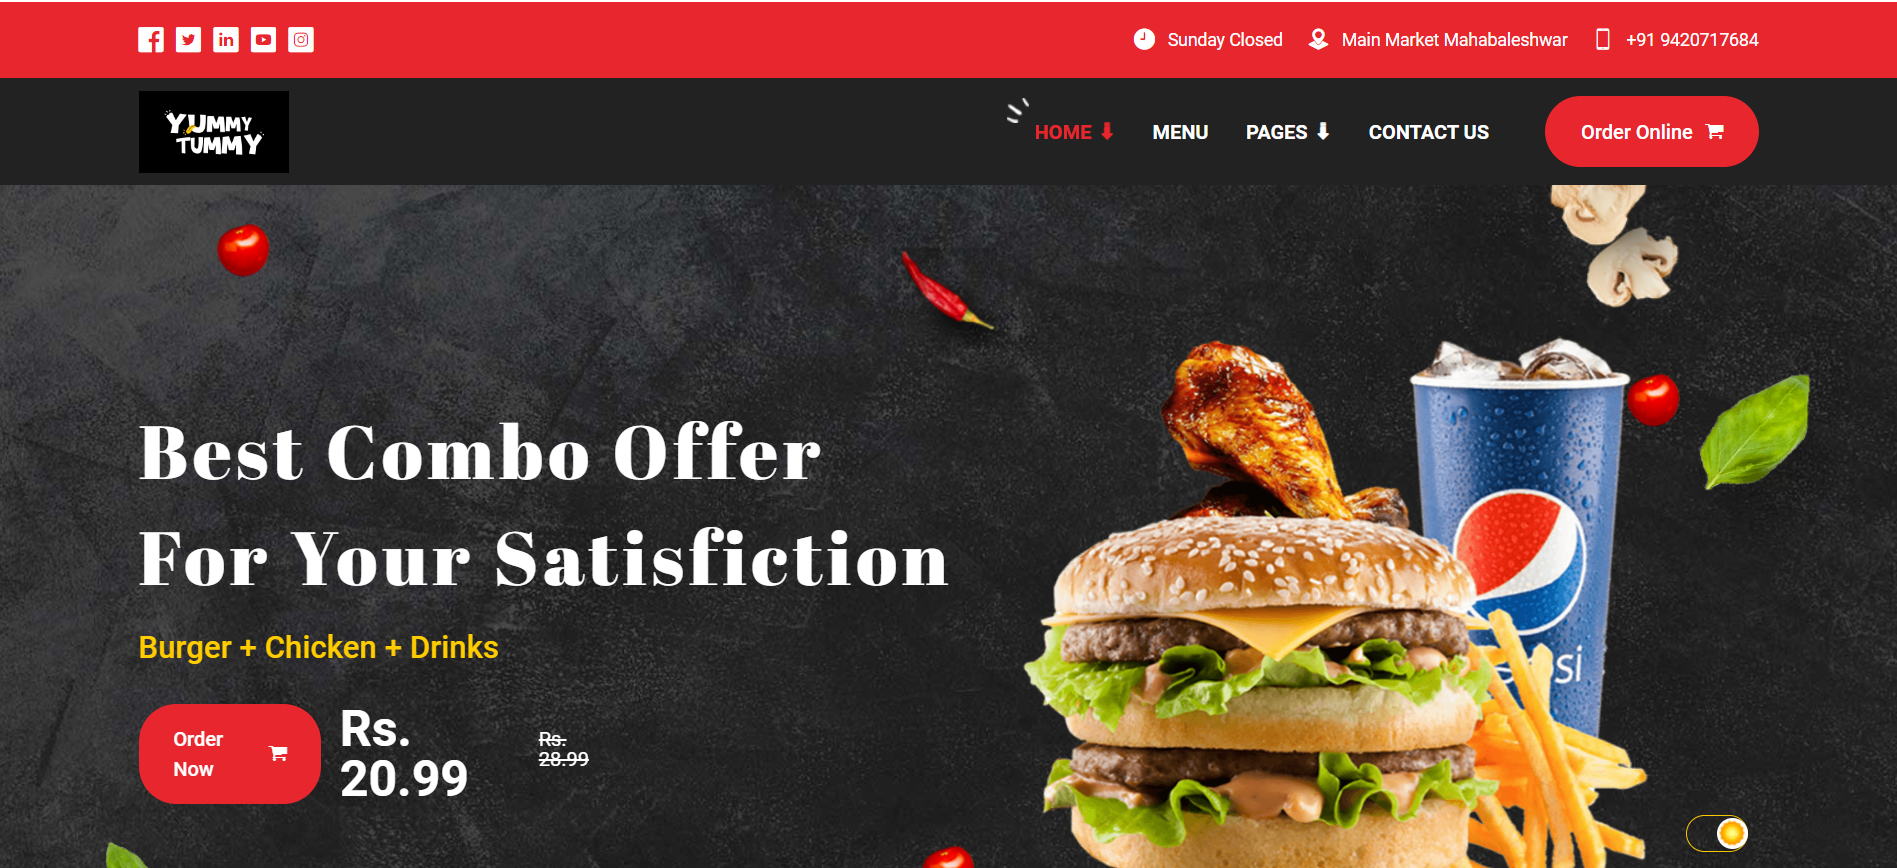 Sunday Closed
Main Market Mahabaleshwar
+91 9420717684
YUMMY
TUMMY
HOME
MENU
PAGES
CONTACT US
Order Online
Best Combo Offer
For Your Satisfiction
Burger + Chicken + Drinks
Order
Now
Rs.
20.99
Rs.
28.99